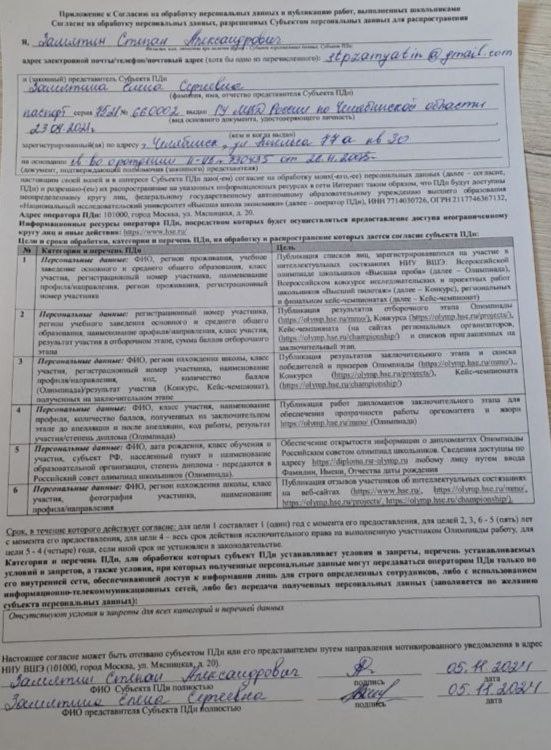 Приложение к Согласию на обработку персональных данных и публикацию работ, выполненных школьниками
Согласие на обработку персональных данных, разрешенных Субъектом персональных данных для распространения
Я, Замятин Степан Александрович
адрес электронной почты/телефон/почтовый адрес (хотя бы одно из перечисленного): stpzamyatin@gmail.com
и (законный) представитель Субъекта ПДн
Замятина Елена Сергеевна
(фамилия, имя, отчество представителя Субъекта ПДн)
паспорт серия 7521 № 660002 выдан ГУ МВД России по Челябинской области
(вид основного документа, удостоверяющего личность)
23.09.2021г.
(кем и когда выдан)
зарегистрированный(ая) по адресу г. Челябинск, ул 77а кв 30
на основании св во о рождении
(документ, подтверждающий полномочия законного представителя)
настоящим своей волей и в интересе Субъекта ПДн даю(-ем) согласие на обработку моих(-его,-ее) персональных данных (далее – согласие,
ПДн) и разрешаю(-ем) их распространение на указанных информационных ресурсах в сети Интернет таким образом, что ПДн будут доступны
неопределенному кругу лиц, федеральному государственному автономному образовательному учреждению высшего образования
«Национальный исследовательский университет «Высшая школа экономики» (далее – оператор ПДн), ИНН 7714030726, ОГРН 2117746367132,
Адрес оператора ПДн: 101000, город Москва, ул. Мясницкая, д. 20.
Информационные ресурсы оператора ПДн, посредством которых будет осуществляться предоставление доступа неограниченному
кругу лиц и иные действия: https://www.hse.ru/
Цели и сроки обработки, категории и перечень ПДн, на обработку и распространение которых дается согласие субъекта ПДн:
№ Категории и перечень ПДн Цель
1 Персональные данные: ФИО, регион проживания, учебное
заведение основного и среднего общего образования, класс
участия, регистрационный номер участника, наименование
профиля/направления, регион проживания, регистрационный
номер участника
Публикация списков лиц, зарегистрировавшихся на участие в
интеллектуальных состязаниях НИУ ВШЭ: Всероссийской
олимпиаде школьников «Высшая проба» (далее – Олимпиада),
Всероссийском конкурсе исследовательских и проектных работ
школьников «Высший пилотаж» (далее – Конкурс), региональных
и финальном кейс-чемпионатах (далее – Кейс-чемпионат)
2 Персональные данные: регистрационный номер участника,
регион учебного заведения основного и среднего общего
образования, наименование профиля/направления, класс участия,
результат участия в отборочном этапе, сумма баллов отборочного
этапа
Публикация результатов отборочного этапа Олимпиады
(https://olymp.hse.ru/mmo/), Конкурса (https://olymp.hse.ru/projects/),
Кейс-чемпионата (на сайтах региональных организаторов,
https://olymp.hse.ru/championship/) и списков приглашенных на
заключительный этап.
3 Персональные данные: ФИО, регион нахождения школы, класс
участия, регистрационный номер участника, наименование
профиля/направления, код, количество баллов
(Олимпиада)/результат участия (Конкурс, Кейс-чемпионат),
полученных на заключительном этапе
Публикация результатов заключительного этапа и списка
победителей и призеров Олимпиады (https://olymp.hse.ru/mmo/),
Конкурса (https://olymp.hse.ru/projects/), Кейс-чемпионата
(https://olymp.hse.ru/championship/)
4 Персональные данные: ФИО, класс участия, наименование
профиля, количество баллов, полученных на заключительном
этапе до апелляции и после апелляции, код работы, результат
участия/степень диплома (Олимпиада)
Публикация работ дипломантов заключительного этапа для
обеспечения прозрачности работы оргкомитета и жюри
https://olymp.hse.ru/mmo/ (Олимпиада)
5 Персональные данные: ФИО, дата рождения, класс обучения и
участия, субъект РФ, населенный пункт и наименование
образовательной организации, степень диплома - передаются в
Российский совет олимпиад школьников (Олимпиада).
Обеспечение открытости информации о дипломантах Олимпиады
Российским советом олимпиад школьников. Сведения доступны по
адресу https://diploma.rsr-olymp.ru любому лицу путем ввода
Фамилии, Имени, Отчества, даты рождения
6 Персональные данные: ФИО, регион нахождения школы, класс
участия, фотография участника, наименование
профиля/направления
Публикация отзывов участников об интеллектуальных состязаниях
на веб-сайтах (https://www.hse.ru/, https://olymp.hse.ru/mmo,
https://olymp.hse.ru/projects/, https://olymp.hse.ru/championship/),
Срок, в течение которого действует согласие: для цели 1 составляет 1 (один) год с момента его предоставления, для целей 2, 3, 6 - 5 (пять) лет
с момента его предоставления, для цели 4 – весь срок действия исключительного права на выполненную участником Олимпиады работу, для
цели 5 - 4 (четыре) года, если иной срок не установлен в законодательстве.
Категории и перечень ПДн, для обработки которых субъект ПДн устанавливает условия и запреты, перечень устанавливаемых
условий и запретов, а также условия, при которых полученные персональные данные могут передаваться оператором ПДн только по
его внутренней сети, обеспечивающей доступ к информации лишь для строго определенных сотрудников, либо с использованием
информационно-телекоммуникационных сетей, либо без передачи полученных персональных данных (заполняется по желанию
субъекта персональных данных):
Отсутствуют условия и запреты для всех категорий и перечней данных
Настоящее согласие может быть отозвано субъектом ПДн или его представителем путем направления мотивированного уведомления в адрес
НИУ ВШЭ (101000, город Москва, ул. Мясницкая, д. 20).
Замятин Степан Александрович 05.11.2024
ФИО Субъекта ПДн полностью подпись дата
Замятина Елена Сергеевна 05.11.2024
ФИО представителя Субъекта ПДн полностью подпись дата